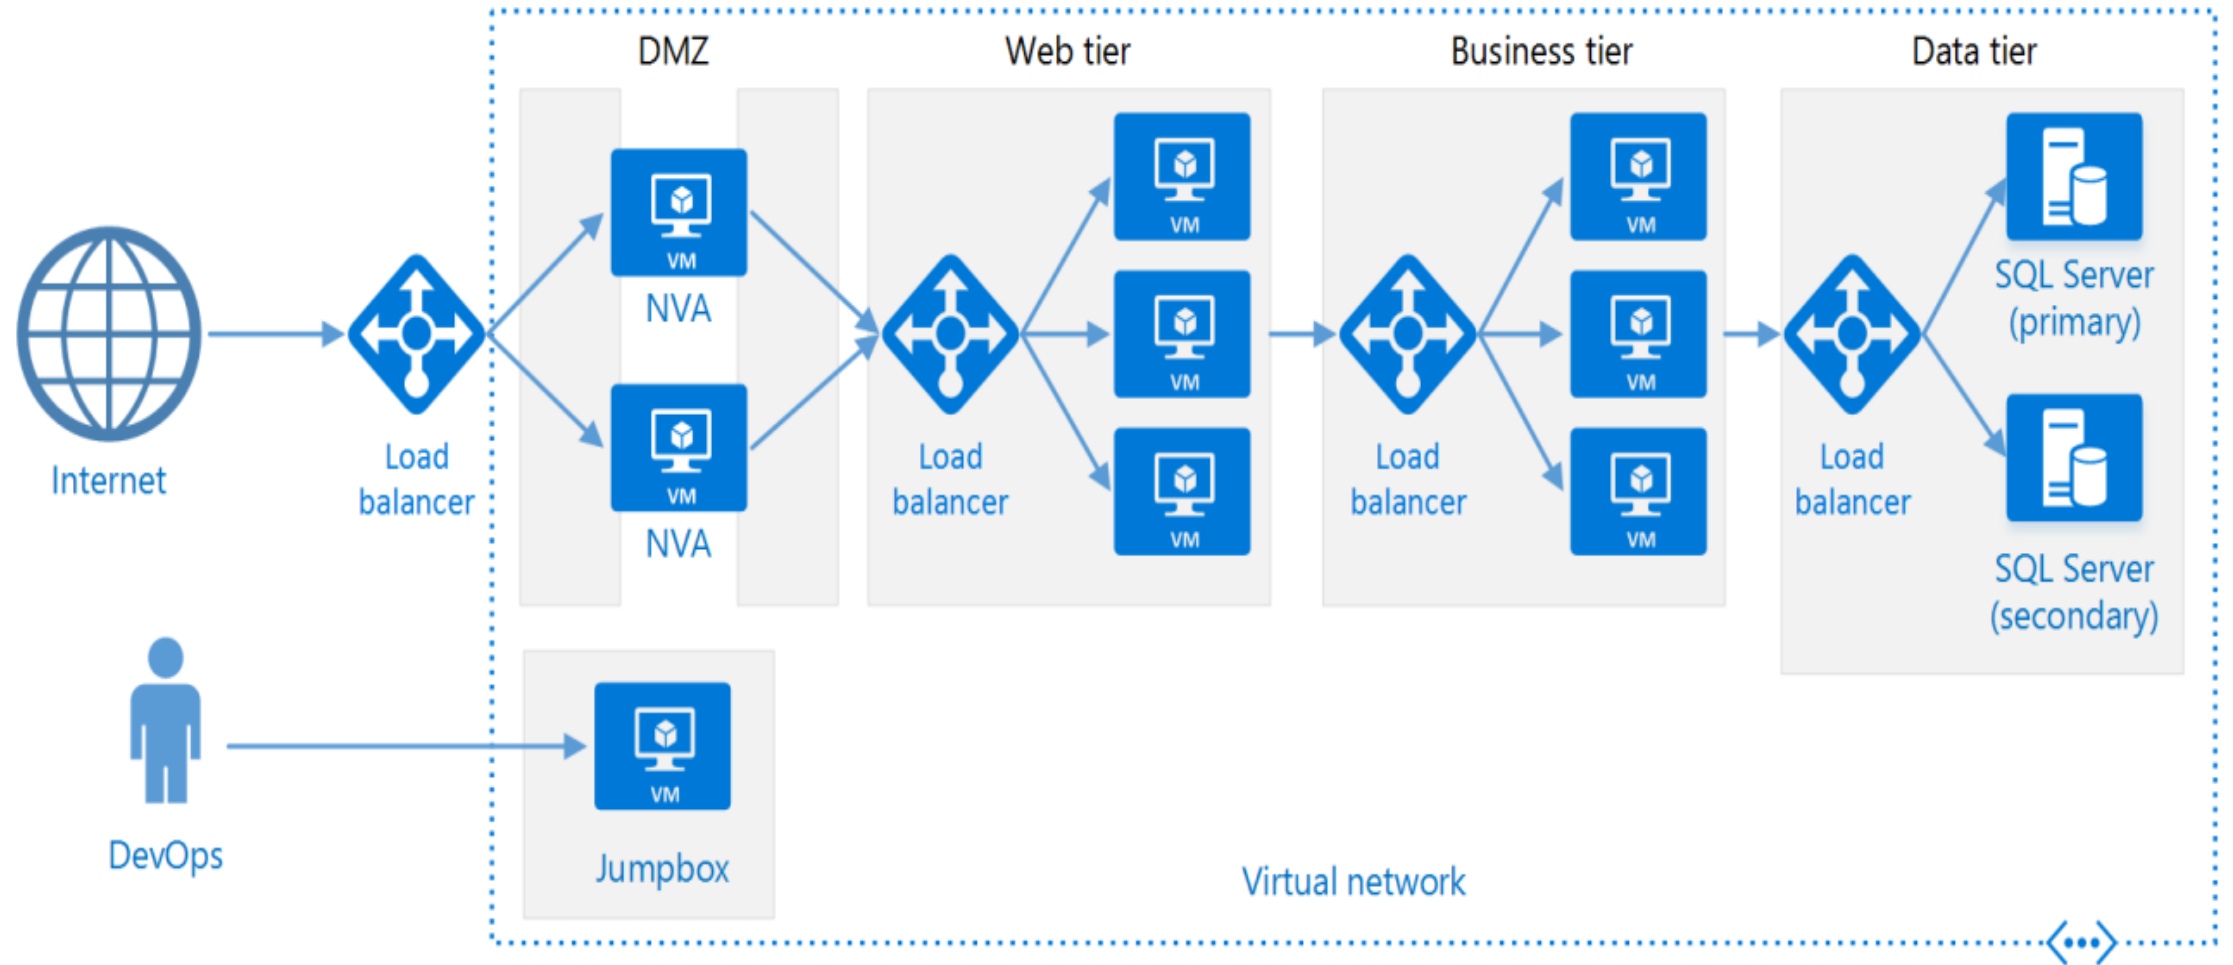 DMZ
Web tier
Business tier
Data tier
VM
NVA
VM
NVA
VM
VM
VM
VM
VM
VM
SQL Server
(primary)
SQL Server
(secondary)
Internet
Load
balancer
Load
balancer
Load
balancer
Load
balancer
DevOps
VM
Jumpbox
Virtual network